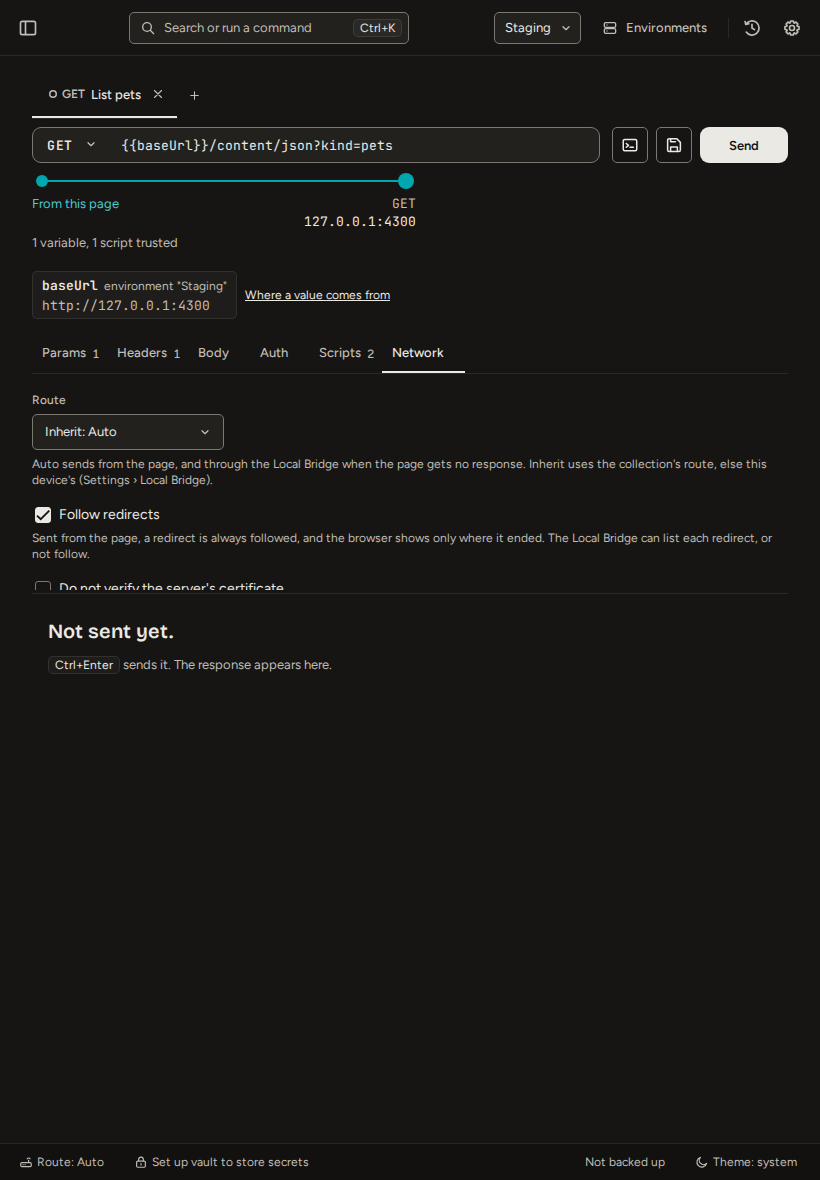 Search or run a command Ctrl+K Staging Environments
GET List pets
GET {{baseUrl}}/content/json?kind=pets Send
From this page GET
127.0.0.1:4300
1 variable, 1 script trusted
baseUrl environment "Staging"
http://127.0.0.1:4300
Where a value comes from
Params 1 Headers 1 Body Auth Scripts 2 Network
Route
Inherit: Auto
Auto sends from the page, and through the Local Bridge when the page gets no response. Inherit uses the collection's route, else this
device's (Settings › Local Bridge).
Follow redirects
Sent from the page, a redirect is always followed, and the browser shows only where it ended. The Local Bridge can list each redirect, or
not follow.
Do not verify the server's certificate
Not sent yet.
Ctrl+Enter sends it. The response appears here.
Route: Auto Set up vault to store secrets Not backed up Theme: system